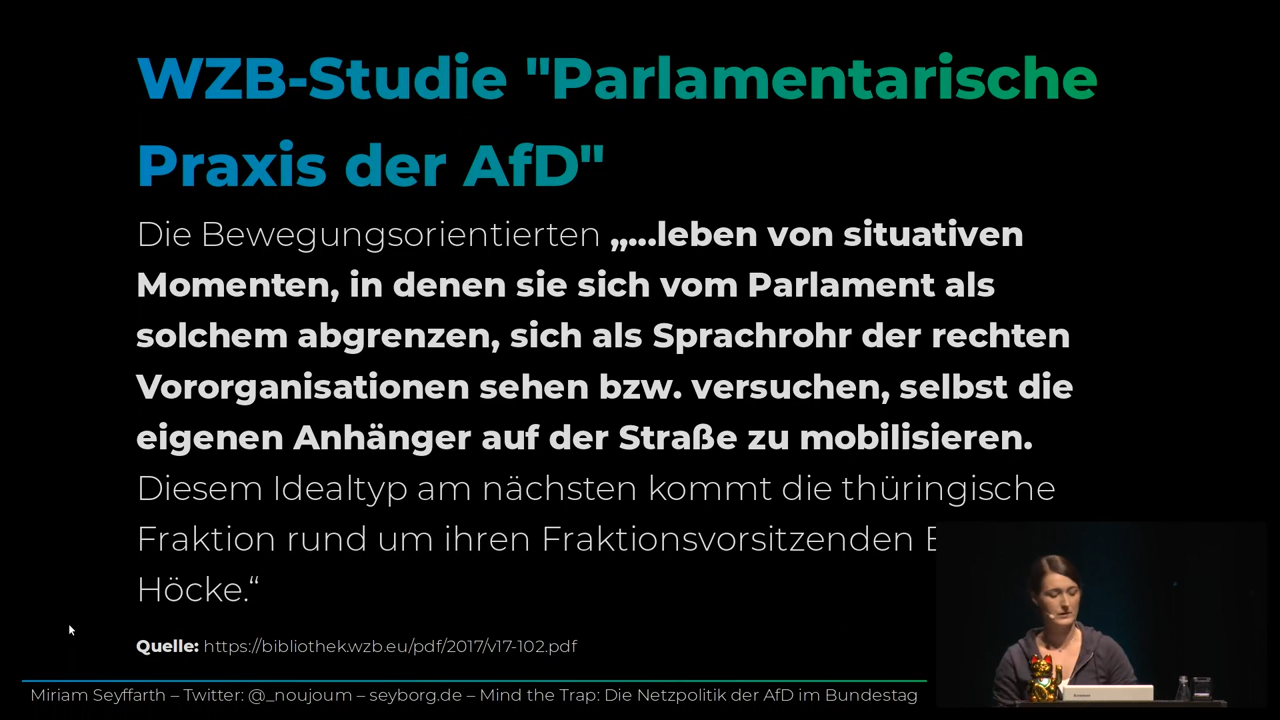 WZB-Studie "Parlamentarische
Praxis der AfD"
Die Bewegungsorientierten „...leben von situativen
Momenten, in denen sie sich vom Parlament als
solchem abgrenzen, sich als Sprachrohr der rechten
Vororganisationen sehen bzw. versuchen, selbst die
eigenen Anhänger auf der Straße zu mobilisieren.
Diesem Idealtyp am nächsten kommt die thüringische
Fraktion rund um ihren Fraktionsvorsitzenden
Höcke.“
Quelle: https://bibliothek.wzb.eu/pdf/2017/v17-102.pdf
Miriam Seyffarth – Twitter: @_noujoum – seyborg.de – Mind the Trap: Die Netzpolitik der AfD im Bundestag